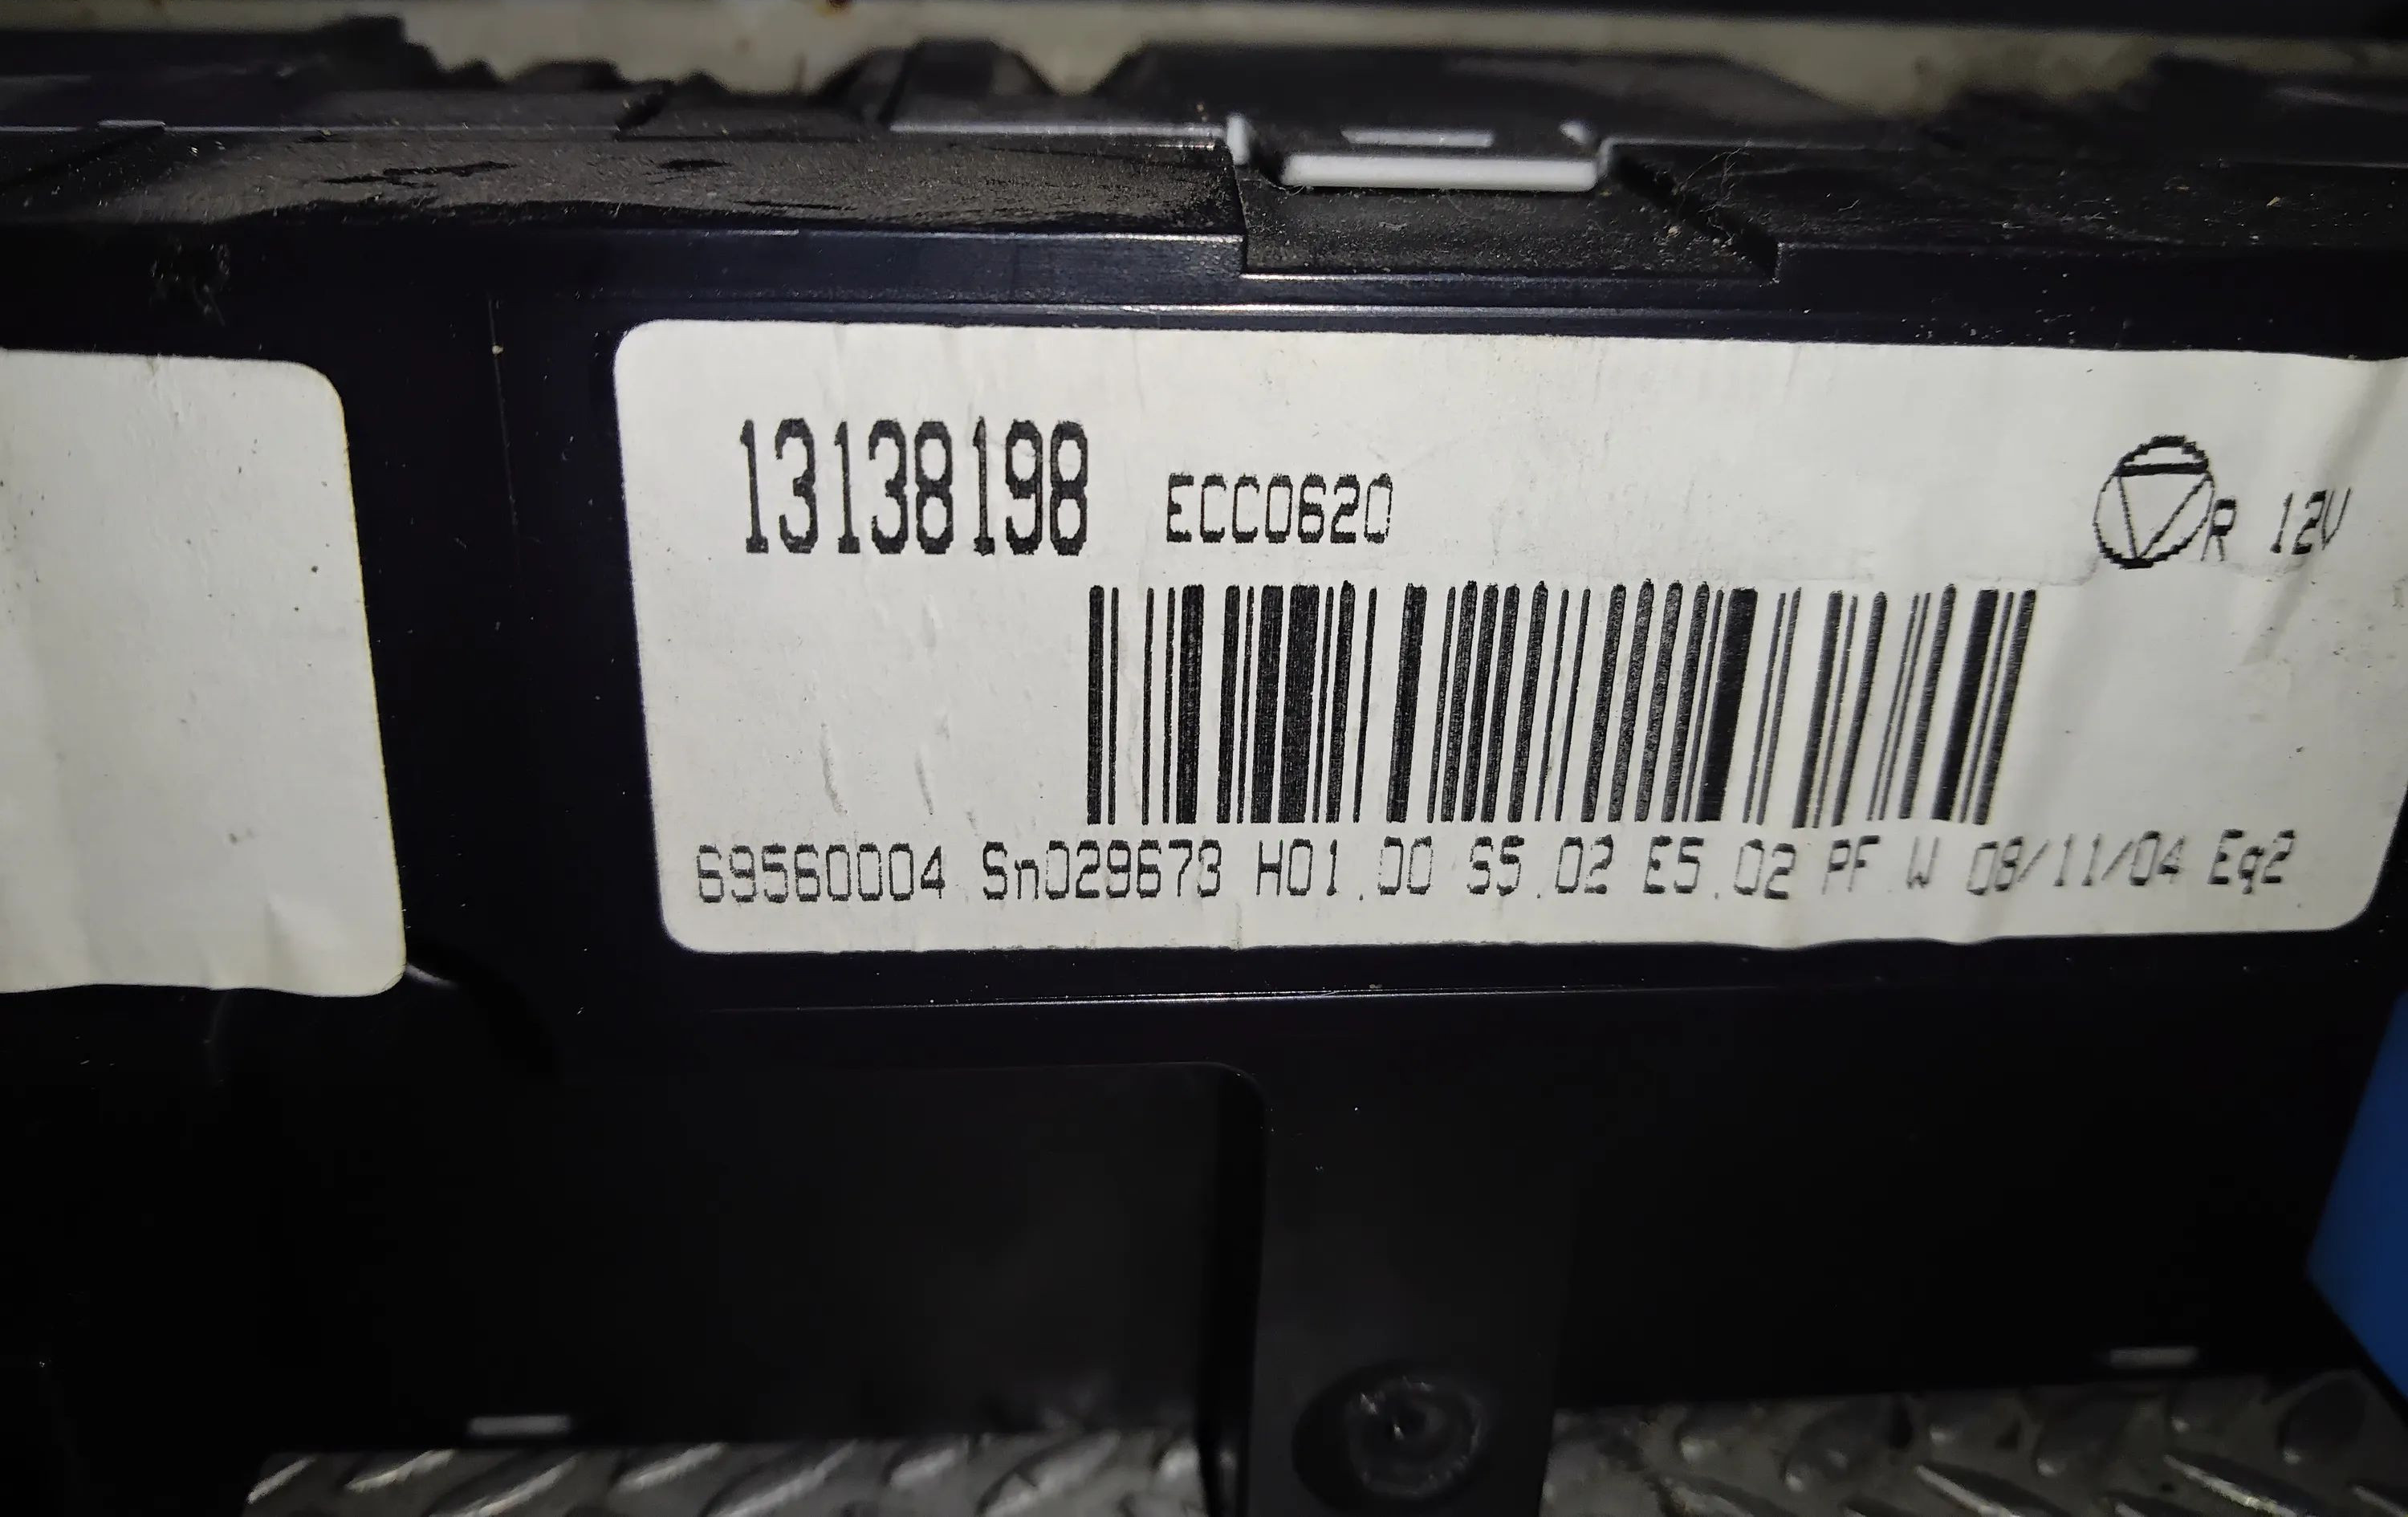 13138198 ECC0620 R 12V
69560004 Sn029673 H01.00 S5.02 E5.02 PF W 08/11/04 Eq2